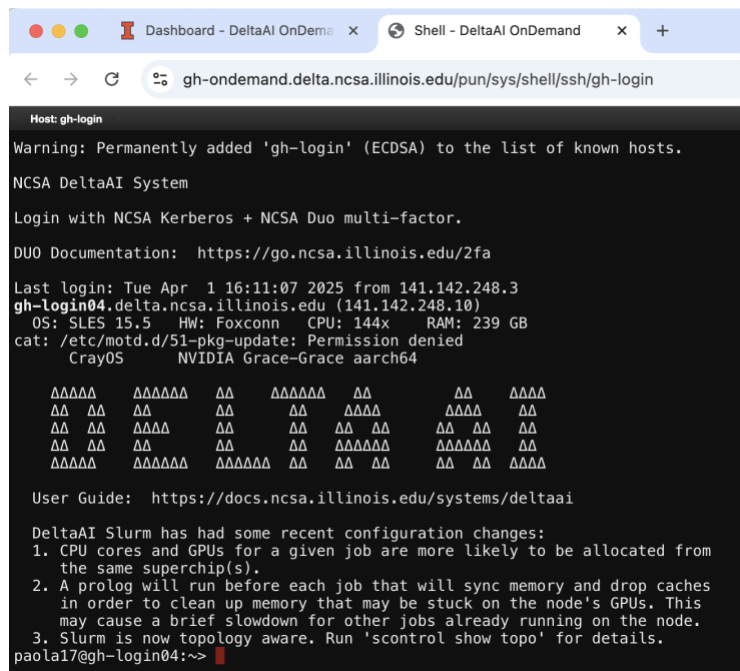 Dashboard - DeltaAI OnDema
Shell - DeltaAI OnDemand
gh-ondemand.delta.ncsa.illinois.edu/pun/sys/shell/ssh/gh-login
Host: gh-login
Warning: Permanently added 'gh-login' (ECDSA) to the list of known hosts.
NCSA DeltaAI System
Login with NCSA Kerberos + NCSA Duo multi-factor.
DUO Documentation:  https://go.ncsa.illinois.edu/2fa
Last login: Tue Apr  1 16:11:07 2025 from 141.142.248.3
gh-login04.delta.ncsa.illinois.edu (141.142.248.10)
  OS: SLES 15.5   HW: Foxconn   CPU: 144x    RAM: 239 GB
cat: /etc/motd.d/51-pkg-update: Permission denied
      CrayOS      NVIDIA Grace-Grace aarch64
DELTA AI
  User Guide:  https://docs.ncsa.illinois.edu/systems/deltaai
  DeltaAI Slurm has had some recent configuration changes:
  1. CPU cores and GPUs for a given job are more likely to be allocated from
     the same superchip(s).
  2. A prolog will run before each job that will sync memory and drop caches
     in order to clean up memory that may be stuck on the node's GPUs. This
     may cause a brief slowdown for other jobs already running on the node.
  3. Slurm is now topology aware. Run 'scontrol show topo' for details.
paola17@gh-login04:~>